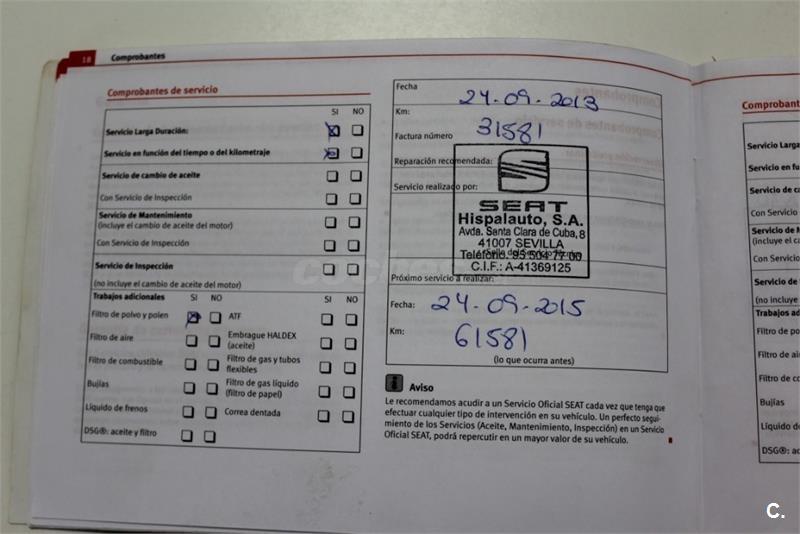 18 Comprobantes
Comprobantes de servicio
SI NO
Servicio Larga Duración:
Servicio en función del tiempo o del kilometraje
Servicio de cambio de aceite
Con Servicio de Inspección
Servicio de Mantenimiento
(incluye el cambio de aceite del motor)
Con Servicio de Inspección
Servicio de Inspección
(no incluye el cambio de aceite del motor)
Trabajos adicionales SI NO SI NO
Filtro de polvo y polen ATF
Filtro de aire Embrague HALDEX
(aceite)
Filtro de combustible Filtro de gas y tubos
flexibles
Bujías Filtro de gas líquido
(filtro de papel)
Líquido de frenos Correa dentada
DSG®: aceite y filtro
Fecha 24-09-2013
Km: 31581
Factura número
Reparación recomendada:
Servicio realizado por:
SEAT
Hispalauto, S.A.
Avda. Santa Clara de Cuba, 8
41007 SEVILLA
Teléfono. 95 504 77 00
C.I.F.: A-41369125
Próximo servicio a realizar:
Fecha: 24-09-2015
Km: 61581
(lo que ocurra antes)
i Aviso
Le recomendamos acudir a un Servicio Oficial SEAT cada vez que tenga que
efectuar cualquier tipo de intervención en su vehículo. Un perfecto segui-
miento de los Servicios (Aceite, Mantenimiento, Inspección) en un Servicio
Oficial SEAT, podrá repercutir en un mayor valor de su vehículo.
Comprobant
Servicio Larga
Servicio en fu
Servicio de ca
Con Servicio
Servicio de M
(incluye el c
Con Servicio
Servicio de
(no incluye
Trabajos ad
Filtro de po
Filtro de ai
Filtro de c
Bujías
Líquido d
DSG®: ac
C.